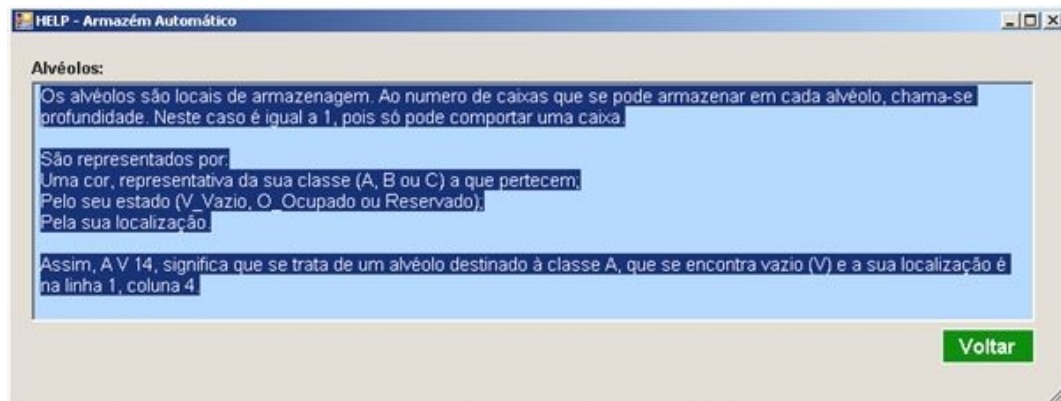 HELP - Armazém Automático
Alvéolos:
Os alvéolos são locais de armazenagem. Ao numero de caixas que se pode armazenar em cada alvéolo, chama-se
profundidade. Neste caso é igual a 1, pois só pode comportar uma caixa.
São representados por:
Uma cor, representativa da sua classe (A, B ou C) a que pertecem;
Pelo seu estado (V_Vazio, O_Ocupado ou Reservado);
Pela sua localização.
Assim, A V 14, significa que se trata de um alvéolo destinado à classe A, que se encontra vazio (V) e a sua localização é
na linha 1, coluna 4.
Voltar